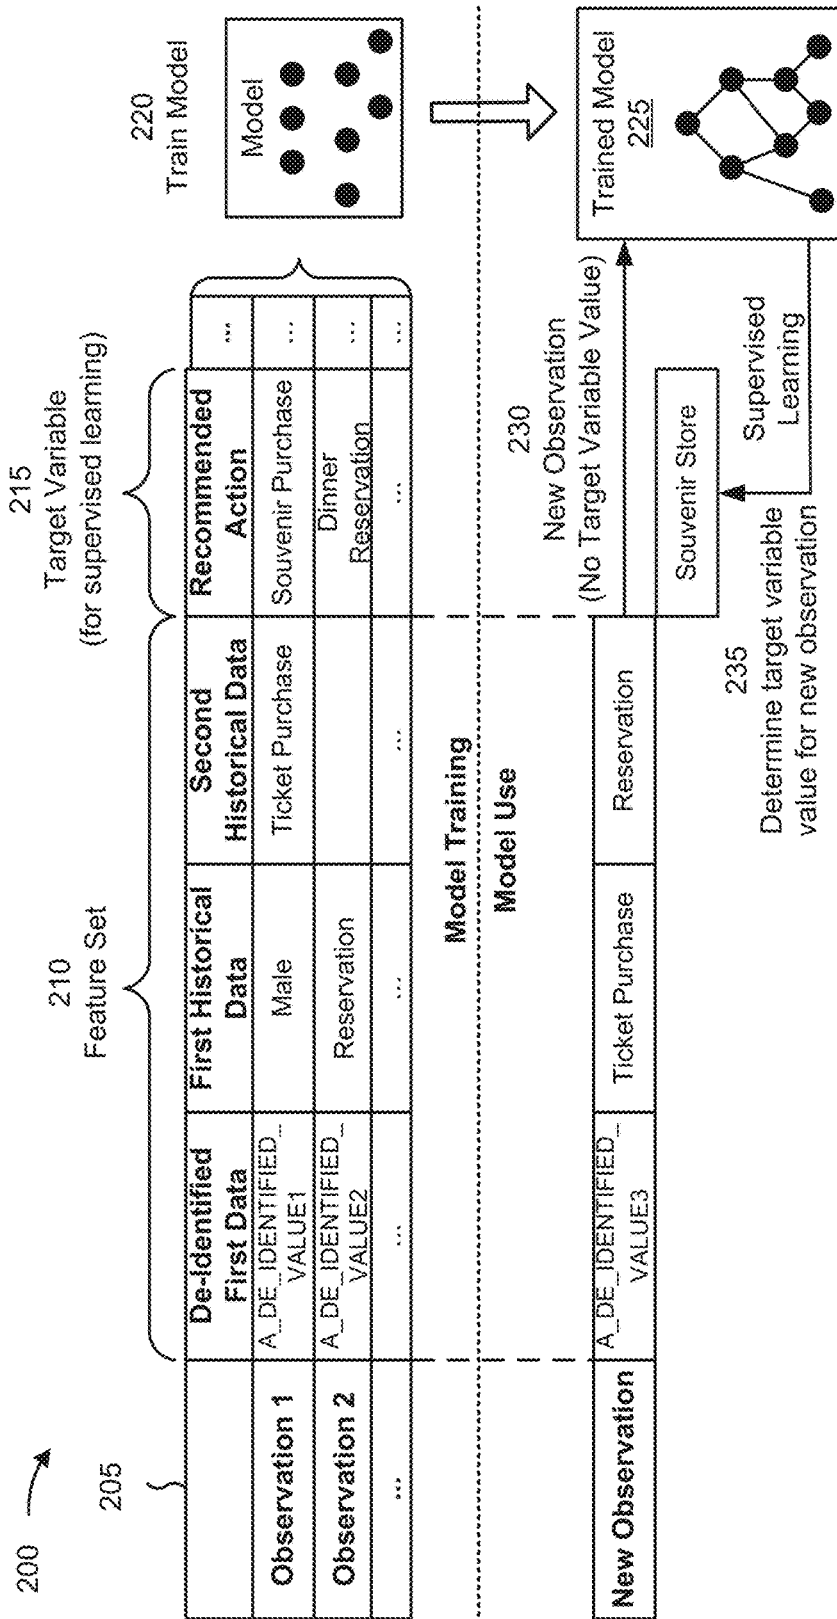 200
205
210
Feature Set
215
Target Variable
(for supervised learning)
220
Train Model
De-Identified
First Data
First Historical
Data
Second
Historical Data
Recommended
Action
...
Observation 1
A_DE_IDENTIFIED_
VALUE1
Male
Ticket Purchase
Souvenir Purchase
...
Observation 2
A_DE_IDENTIFIED_
VALUE2
Reservation
Dinner
Reservation
...
...
...
...
...
...
...
Model
Model Training
Model Use
New Observation
A_DE_IDENTIFIED_
VALUE3
Ticket Purchase
Reservation
230
New Observation
(No Target Variable Value)
Trained Model
225
Souvenir Store
Supervised
Learning
235
Determine target variable
value for new observation